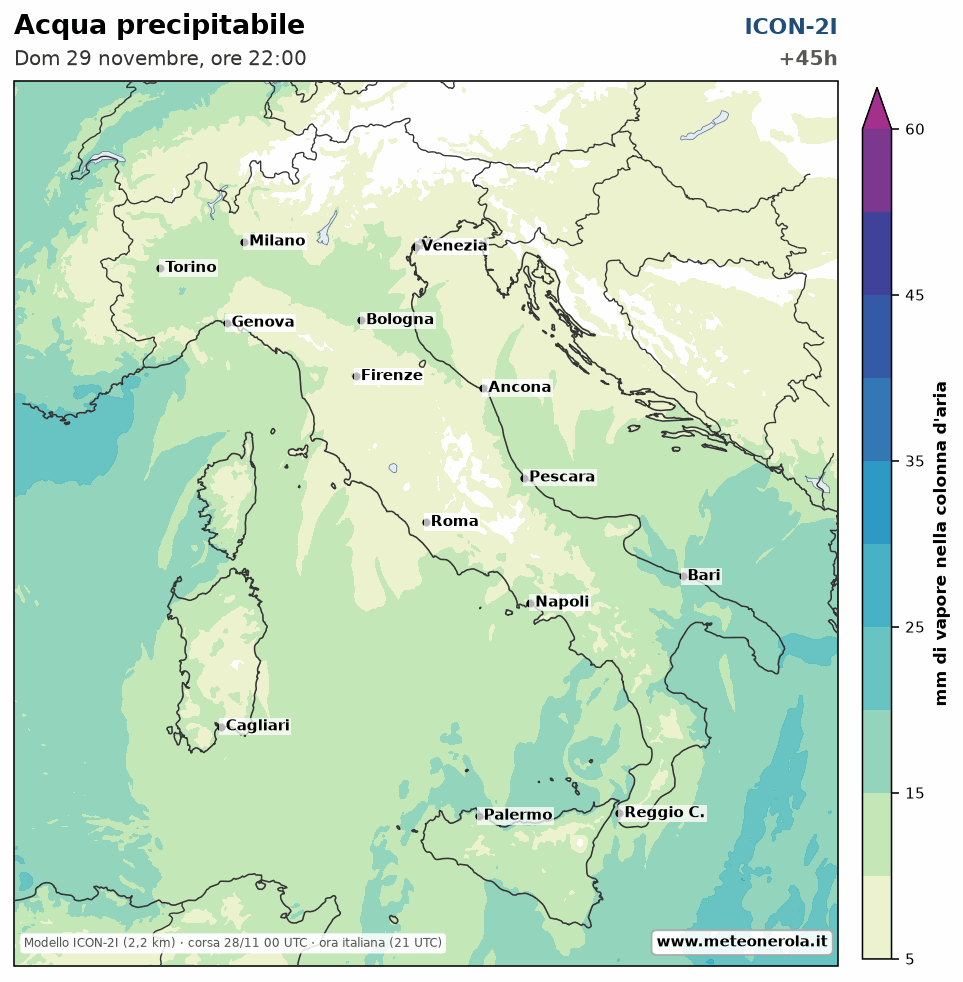 Acqua precipitabile
ICON-2I
Dom 29 novembre, ore 22:00
+45h
60
45
35
25
15
5
mm di vapore nella colonna d'aria
Milano
Venezia
Torino
Genova
Bologna
Firenze
Ancona
Pescara
Roma
Bari
Napoli
Cagliari
Palermo
Reggio C.
Modello ICON-2I (2,2 km) · corsa 28/11 00 UTC · ora italiana (21 UTC)
www.meteonerola.it